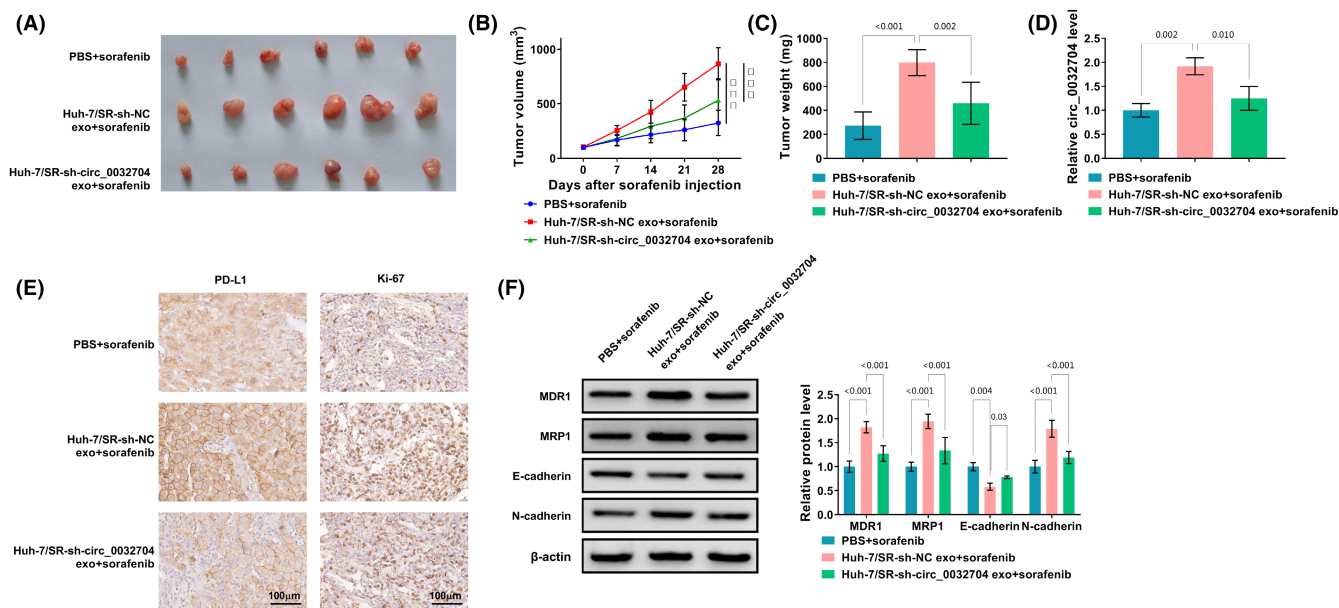 (A)
PBS+sorafenib
Huh-7/SR-sh-NC
exo+sorafenib
Huh-7/SR-sh-circ_0032704
exo+sorafenib
(B)
Tumor volume (mm³)
1000
500
0
0 7 14 21 28
Days after sorafenib injection
PBS+sorafenib
Huh-7/SR-sh-NC exo+sorafenib
Huh-7/SR-sh-circ_0032704 exo+sorafenib
(C)
Tumor weight (mg)
<0.001 0.002
1000
800
600
400
200
0
PBS+sorafenib
Huh-7/SR-sh-NC exo+sorafenib
Huh-7/SR-sh-circ_0032704 exo+sorafenib
(D)
Relative circ_0032704 level
0.002 0.010
2.5
2.0
1.5
1.0
0.5
0.0
PBS+sorafenib
Huh-7/SR-sh-NC exo+sorafenib
Huh-7/SR-sh-circ_0032704 exo+sorafenib
(E)
PD-L1 Ki-67
PBS+sorafenib
Huh-7/SR-sh-NC
exo+sorafenib
Huh-7/SR-sh-circ_0032704
exo+sorafenib
100μm 100μm
(F)
PBS+sorafenib
Huh-7/SR-sh-NC
exo+sorafenib
Huh-7/SR-sh-circ_0032704
exo+sorafenib
MDR1
MRP1
E-cadherin
N-cadherin
β-actin
Relative protein level
<0.001 <0.001 0.03 <0.001
<0.001 <0.001 0.004 <0.001
2.5
2.0
1.5
1.0
0.5
0.0
MDR1 MRP1 E-cadherin N-cadherin
PBS+sorafenib
Huh-7/SR-sh-NC exo+sorafenib
Huh-7/SR-sh-circ_0032704 exo+sorafenib